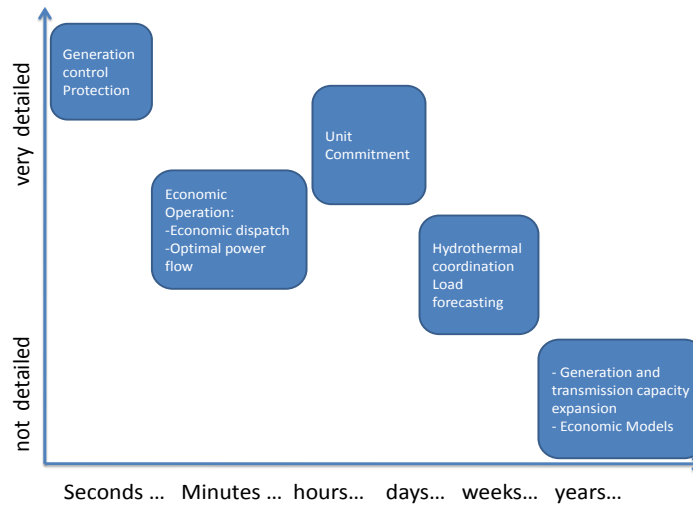 very detailed
not detailed
Generation
control
Protection
Economic
Operation:
-Economic dispatch
-Optimal power
flow
Unit
Commitment
Hydrothermal
coordination
Load
forecasting
- Generation and
transmission capacity
expansion
- Economic Models
Seconds ... Minutes ... hours... days... weeks... years...